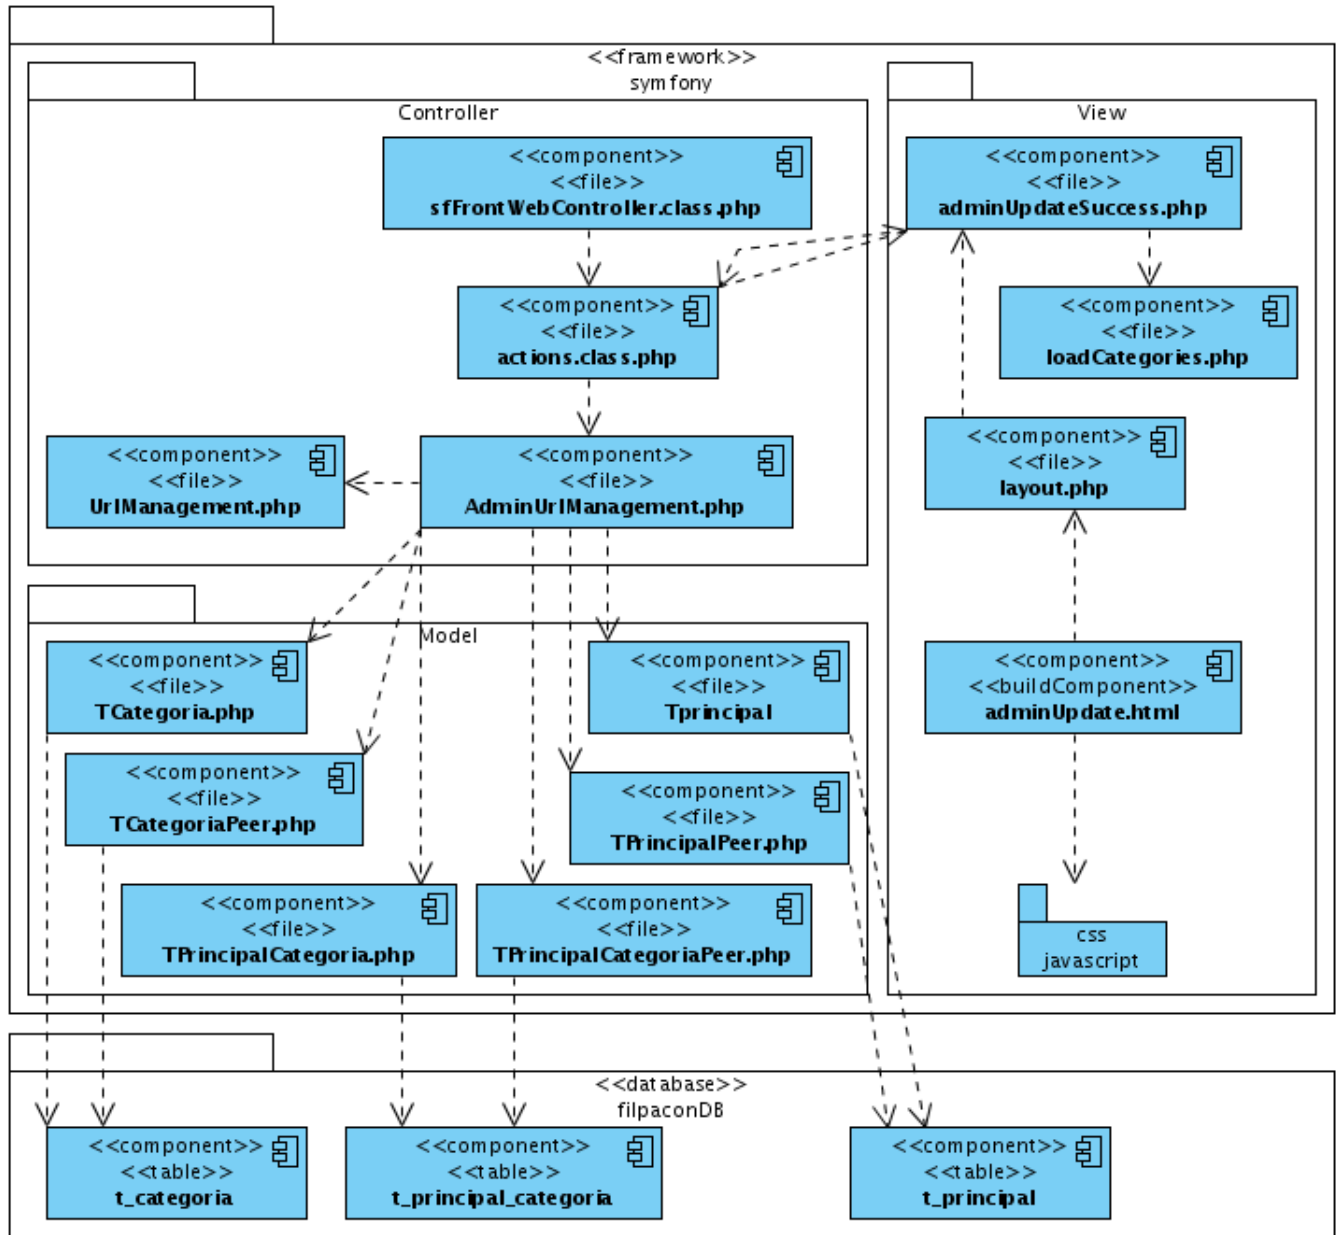 <<framework>>
symfony
Controller
<<component>>
<<file>>
sfFrontWebController.class.php
<<component>>
<<file>>
actions.class.php
<<component>>
<<file>>
UrlManagement.php
<<component>>
<<file>>
AdminUrlManagement.php
View
<<component>>
<<file>>
adminUpdateSuccess.php
<<component>>
<<file>>
loadCategories.php
<<component>>
<<file>>
layout.php
<<component>>
<<buildComponent>>
adminUpdate.html
css
javascript
Model
<<component>>
<<file>>
TCategoria.php
<<component>>
<<file>>
Tprincipal
<<component>>
<<file>>
TCategoriaPeer.php
<<component>>
<<file>>
TPrincipalPeer.php
<<component>>
<<file>>
TPrincipalCategoria.php
<<component>>
<<file>>
TPrincipalCategoriaPeer.php
<<database>>
filpaconDB
<<component>>
<<table>>
t_categoria
<<component>>
<<table>>
t_principal_categoria
<<component>>
<<table>>
t_principal